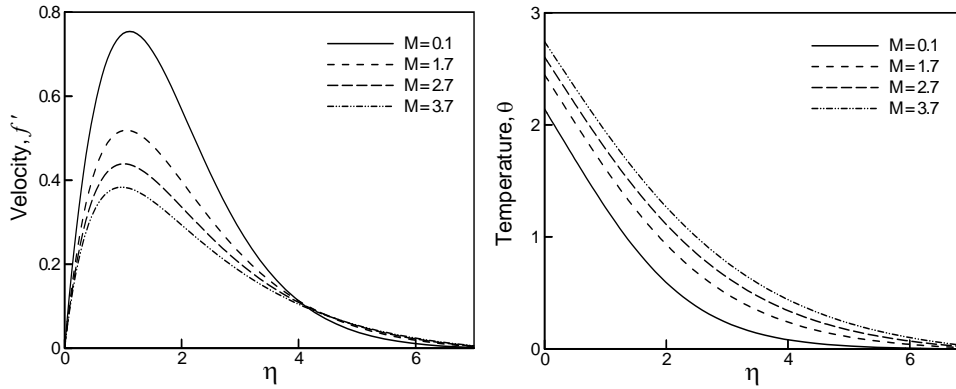 0.8
0.6
0.4
0.2
0
0
2
4
6
Velocity, f'
η
M=0.1
M=1.7
M=2.7
M=3.7
3
2
1
0
0
2
4
6
Temperature, θ
η
M=0.1
M=1.7
M=2.7
M=3.7